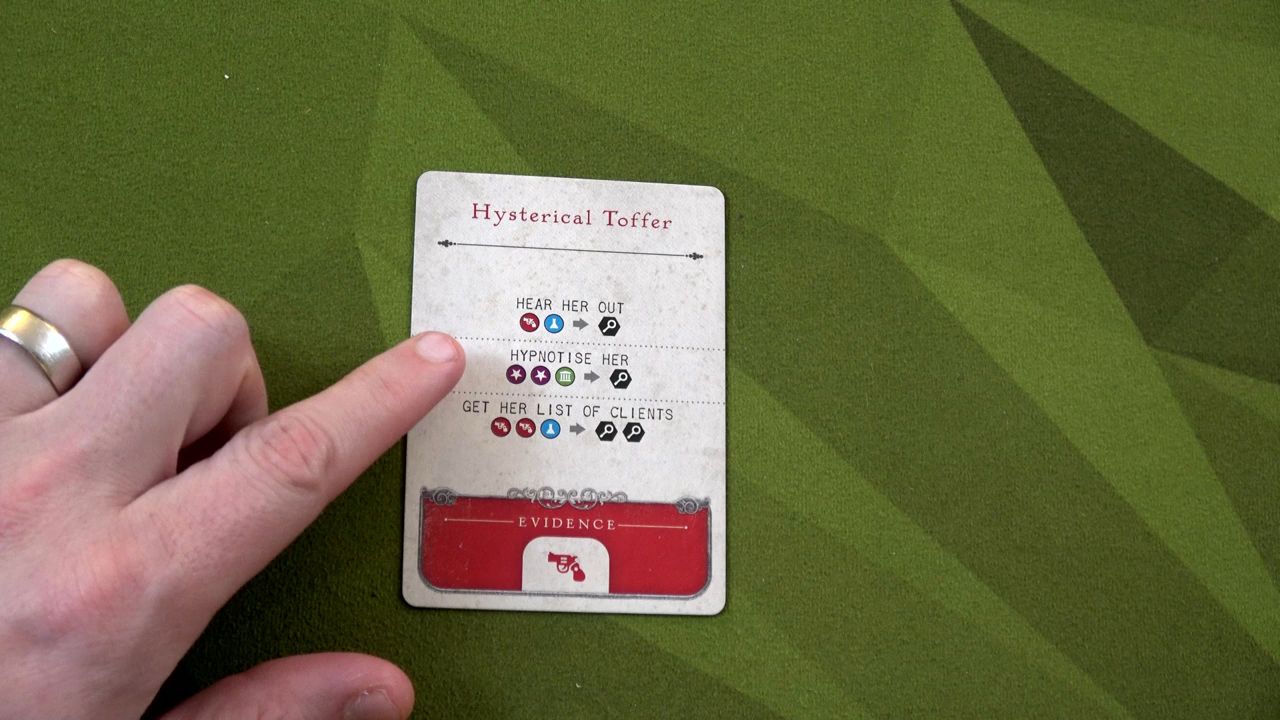 Hysterical Toffer
HEAR HER OUT
HYPNOTISE HER
GET HER LIST OF CLIENTS
EVIDENCE